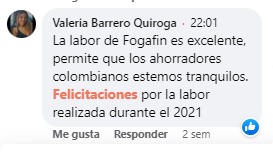 Valeria Barrero Quiroga · 22:01
La labor de Fogafin es excelente,
permite que los ahorradores
colombianos estemos tranquilos.
Felicitaciones por la labor
realizada durante el 2021
Me gusta Responder 2 sem